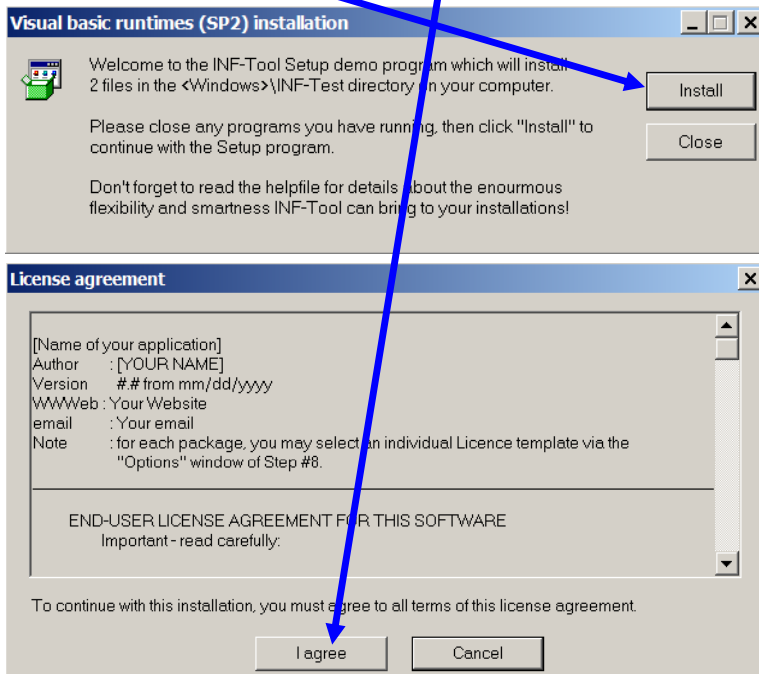 Visual basic runtimes (SP2) installation
Welcome to the INF-Tool Setup demo program which will install
2 files in the <Windows>\INF-Test directory on your computer.
Install
Please close any programs you have running, then click "Install" to
continue with the Setup program.
Close
Don't forget to read the helpfile for details about the enourmous
flexibility and smartness INF-Tool can bring to your installations!
License agreement
[Name of your application]
Author : [YOUR NAME]
Version #.# from mm/dd/yyyy
WWWeb : Your Website
email : Your email
Note : for each package, you may select an individual Licence template via the
"Options" window of Step #8.
END-USER LICENSE AGREEMENT FOR THIS SOFTWARE
Important - read carefully:
To continue with this installation, you must agree to all terms of this license agreement.
I agree Cancel